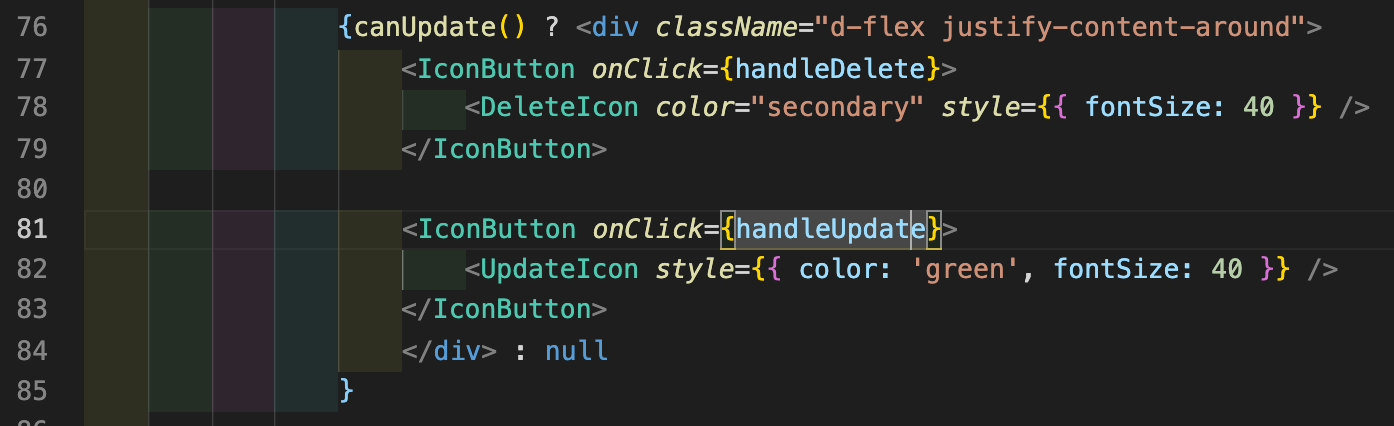 76 {canUpdate() ? <div className="d-flex justify-content-around">
77 <IconButton onClick={handleDelete}>
78 <DeleteIcon color="secondary" style={{ fontSize: 40 }} />
79 </IconButton>
80
81 <IconButton onClick={handleUpdate}>
82 <UpdateIcon style={{ color: 'green', fontSize: 40 }} />
83 </IconButton>
84 </div> : null
85 }